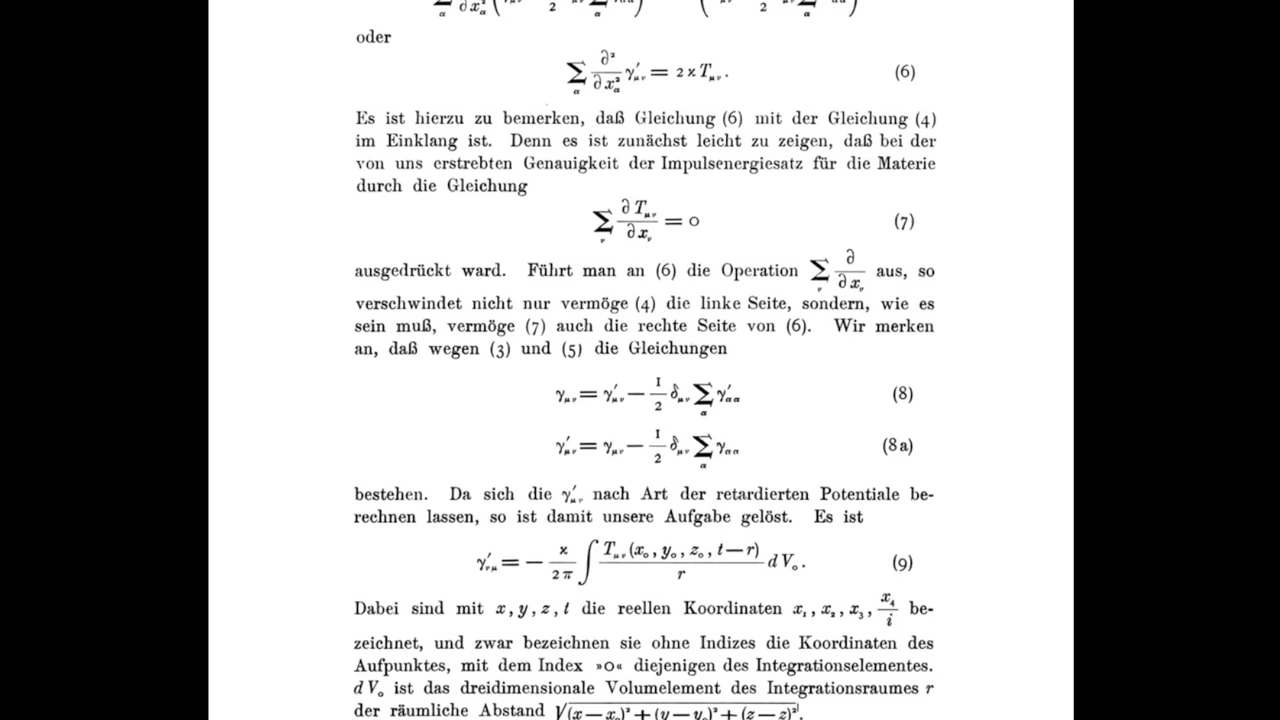 oder
∑_α ∂²/∂x_α² γ'_μν = 2ϰT_μν. (6)
Es ist hierzu zu bemerken, daß Gleichung (6) mit der Gleichung (4)
im Einklang ist. Denn es ist zunächst leicht zu zeigen, daß bei der
von uns erstrebten Genauigkeit der Impulsenergiesatz für die Materie
durch die Gleichung
∑_ν ∂T_μν/∂x_ν = 0 (7)
ausgedrückt ward. Führt man an (6) die Operation ∑_ν ∂/∂x_ν aus, so
verschwindet nicht nur vermöge (4) die linke Seite, sondern, wie es
sein muß, vermöge (7) auch die rechte Seite von (6). Wir merken
an, daß wegen (3) und (5) die Gleichungen
γ_μν = γ'_μν − 1/2 δ_μν ∑_α γ'_αα (8)
γ'_μν = γ_μν − 1/2 δ_μν ∑_α γ_αα (8a)
bestehen. Da sich die γ'_μν nach Art der retardierten Potentiale be-
rechnen lassen, so ist damit unsere Aufgabe gelöst. Es ist
γ'_νμ = − ϰ/2π ∫ T_μν(x₀, y₀, z₀, t−r)/r dV₀. (9)
Dabei sind mit x, y, z, t die reellen Koordinaten x₁, x₂, x₃, x₄/i be-
zeichnet, und zwar bezeichnen sie ohne Indizes die Koordinaten des
Aufpunktes, mit dem Index »0« diejenigen des Integrationselementes.
dV₀ ist das dreidimensionale Volumelement des Integrationsraumes r
der räumliche Abstand √(x−x₀)²+(y−y₀)²+(z−z)².